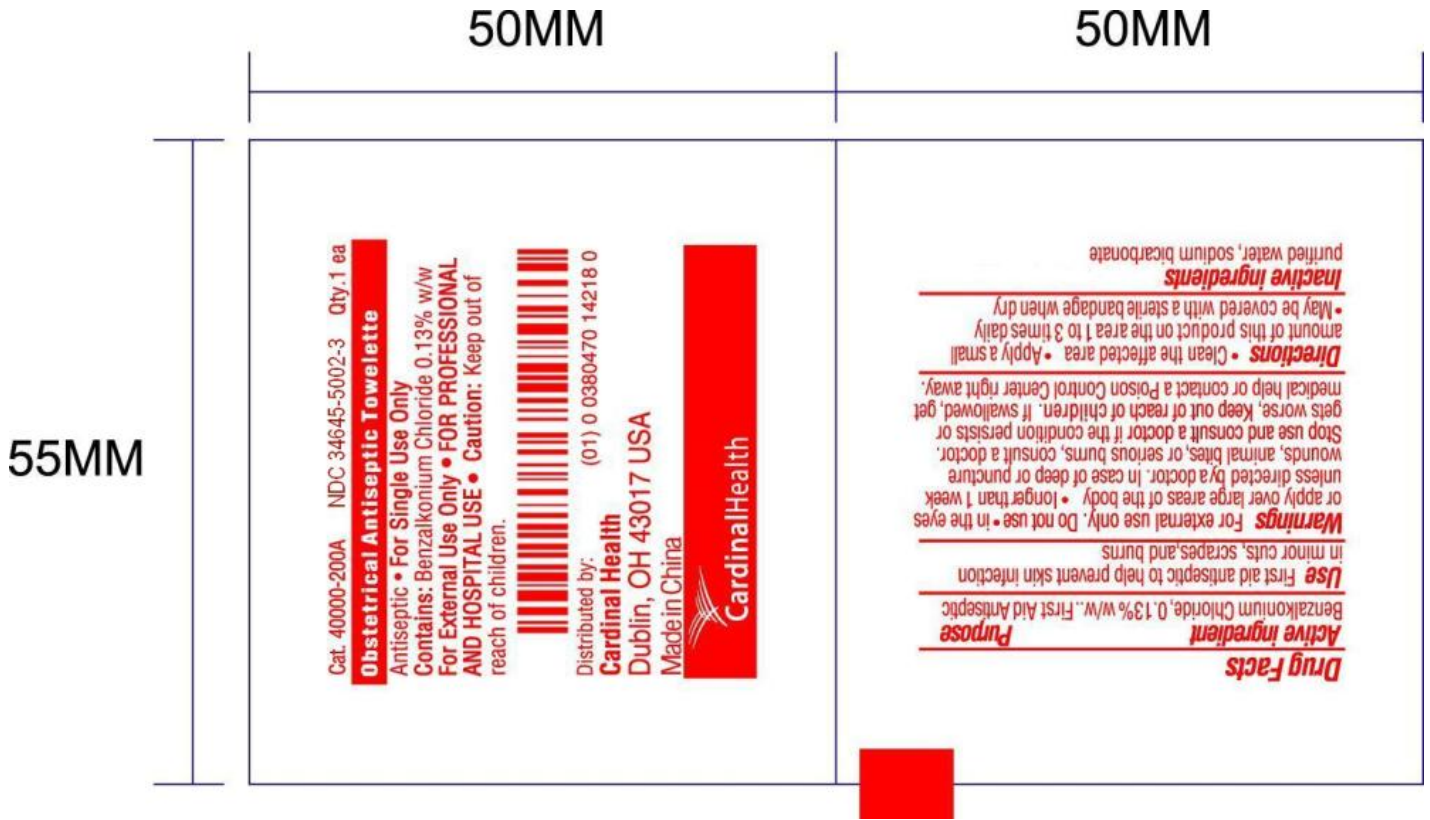 50MM
50MM
55MM
Cat. 40000-200A NDC 34645-5002-3 Qty.1 ea
Obstetrical Antiseptic Towelette
Antiseptic • For Single Use Only
Contains: Benzalkonium Chloride 0.13% w/w
For External Use Only • FOR PROFESSIONAL
AND HOSPITAL USE • Caution: Keep out of
reach of children.
(01) 0 0380470 14218 0
Distributed by:
Cardinal Health
Dublin, OH 43017 USA
Made in China
CardinalHealth
Drug Facts
Active ingredient Purpose
Benzalkonium Chloride, 0.13% w/w.. First Aid Antiseptic
Use First aid antiseptic to help prevent skin infection
in minor cuts, scrapes,and burns
Warnings For external use only. Do not use • in the eyes
or apply over large areas of the body • longer than 1 week
unless directed by a doctor. In case of deep or puncture
wounds, animal bites, or serious burns, consult a doctor.
Stop use and consult a doctor if the condition persists or
gets worse, Keep out of reach of children. If swallowed, get
medical help or contact a Poison Control Center right away.
Directions • Clean the affected area • Apply a small
amount of this product on the area 1 to 3 times daily
• May be covered with a sterile bandage when dry
Inactive ingredients
purified water, sodium bicarbonate